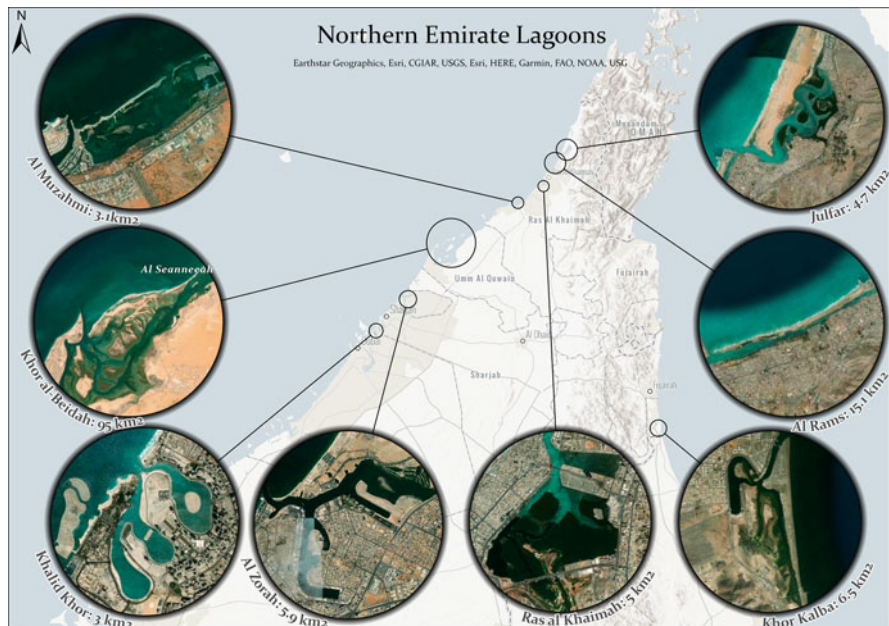 N
Northern Emirate Lagoons
Earthstar Geographics, Esri, CGIAR, USGS, Esri, HERE, Garmin, FAO, NOAA, USG
Al Muzahmi: 3.1km2
Julfar: 4.7 km2
Musandam
OMAN
Ras Al Khaimah
Al Seanneeah
Umm Al Quwain
Fujairah
Khor al-Beidah: 95 km2
Al Rams: 15.1 km2
Dubai
Al Dhaid
Sharjah
Fujairah
Khalid Khor: 3 km2
Al Zorah: 5.9 km2
Ras al Khaimah: 5 km2
Khor Kalba: 6.5 km2